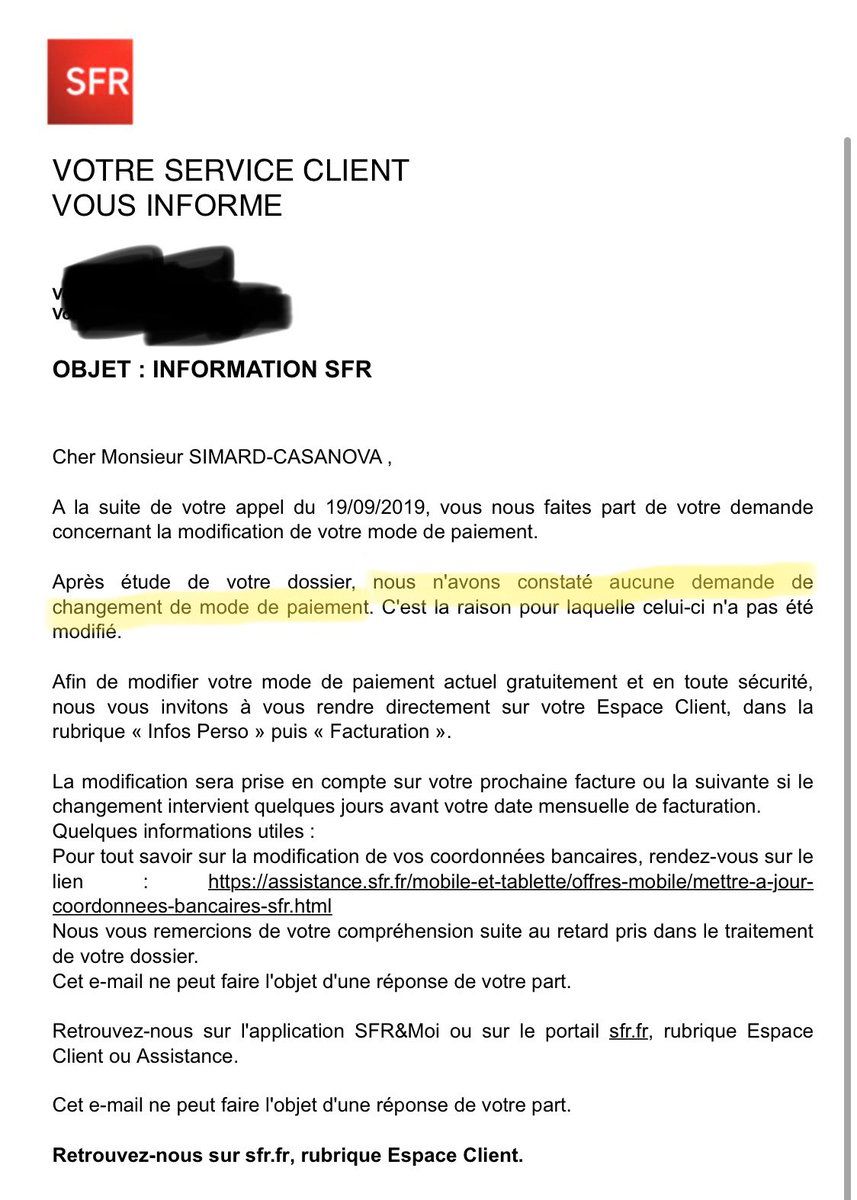 SFR
VOTRE SERVICE CLIENT
VOUS INFORME
OBJET : INFORMATION SFR
Cher Monsieur SIMARD-CASANOVA ,
A la suite de votre appel du 19/09/2019, vous nous faites part de votre demande
concernant la modification de votre mode de paiement.
Après étude de votre dossier, nous n'avons constaté aucune demande de
changement de mode de paiement. C'est la raison pour laquelle celui-ci n'a pas été
modifié.
Afin de modifier votre mode de paiement actuel gratuitement et en toute sécurité,
nous vous invitons à vous rendre directement sur votre Espace Client, dans la
rubrique « Infos Perso » puis « Facturation ».
La modification sera prise en compte sur votre prochaine facture ou la suivante si le
changement intervient quelques jours avant votre date mensuelle de facturation.
Quelques informations utiles :
Pour tout savoir sur la modification de vos coordonnées bancaires, rendez-vous sur le
lien : https://assistance.sfr.fr/mobile-et-tablette/offres-mobile/mettre-a-jour-
coordonnees-bancaires-sfr.html
Nous vous remercions de votre compréhension suite au retard pris dans le traitement
de votre dossier.
Cet e-mail ne peut faire l'objet d'une réponse de votre part.
Retrouvez-nous sur l'application SFR&Moi ou sur le portail sfr.fr, rubrique Espace
Client ou Assistance.
Cet e-mail ne peut faire l'objet d'une réponse de votre part.
Retrouvez-nous sur sfr.fr, rubrique Espace Client.